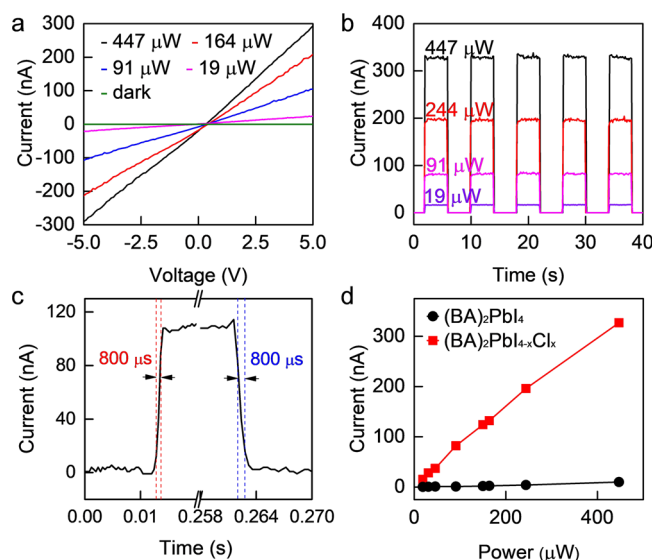 a
300
200
100
0
-100
-200
300
447 μW 164 μW
91 μW 19 μW
dark
Current (nA)
-5.0 -2.5 0.0 2.5 5.0
Voltage (V)
b
400
300
200
100
0
447 μW
244 μW
91 μW
19 μW
Current (nA)
0 10 20 30 40
Time (s)
c
120
80
40
0
800 μs 800 μs
Current (nA)
0.00 0.01 0.258 0.264 0.270
Time (s)
d
300
200
100
0
(BA)₂PbI₄
(BA)₂PbI₄₋ₓClₓ
Current (nA)
0 200 400
Power (μW)